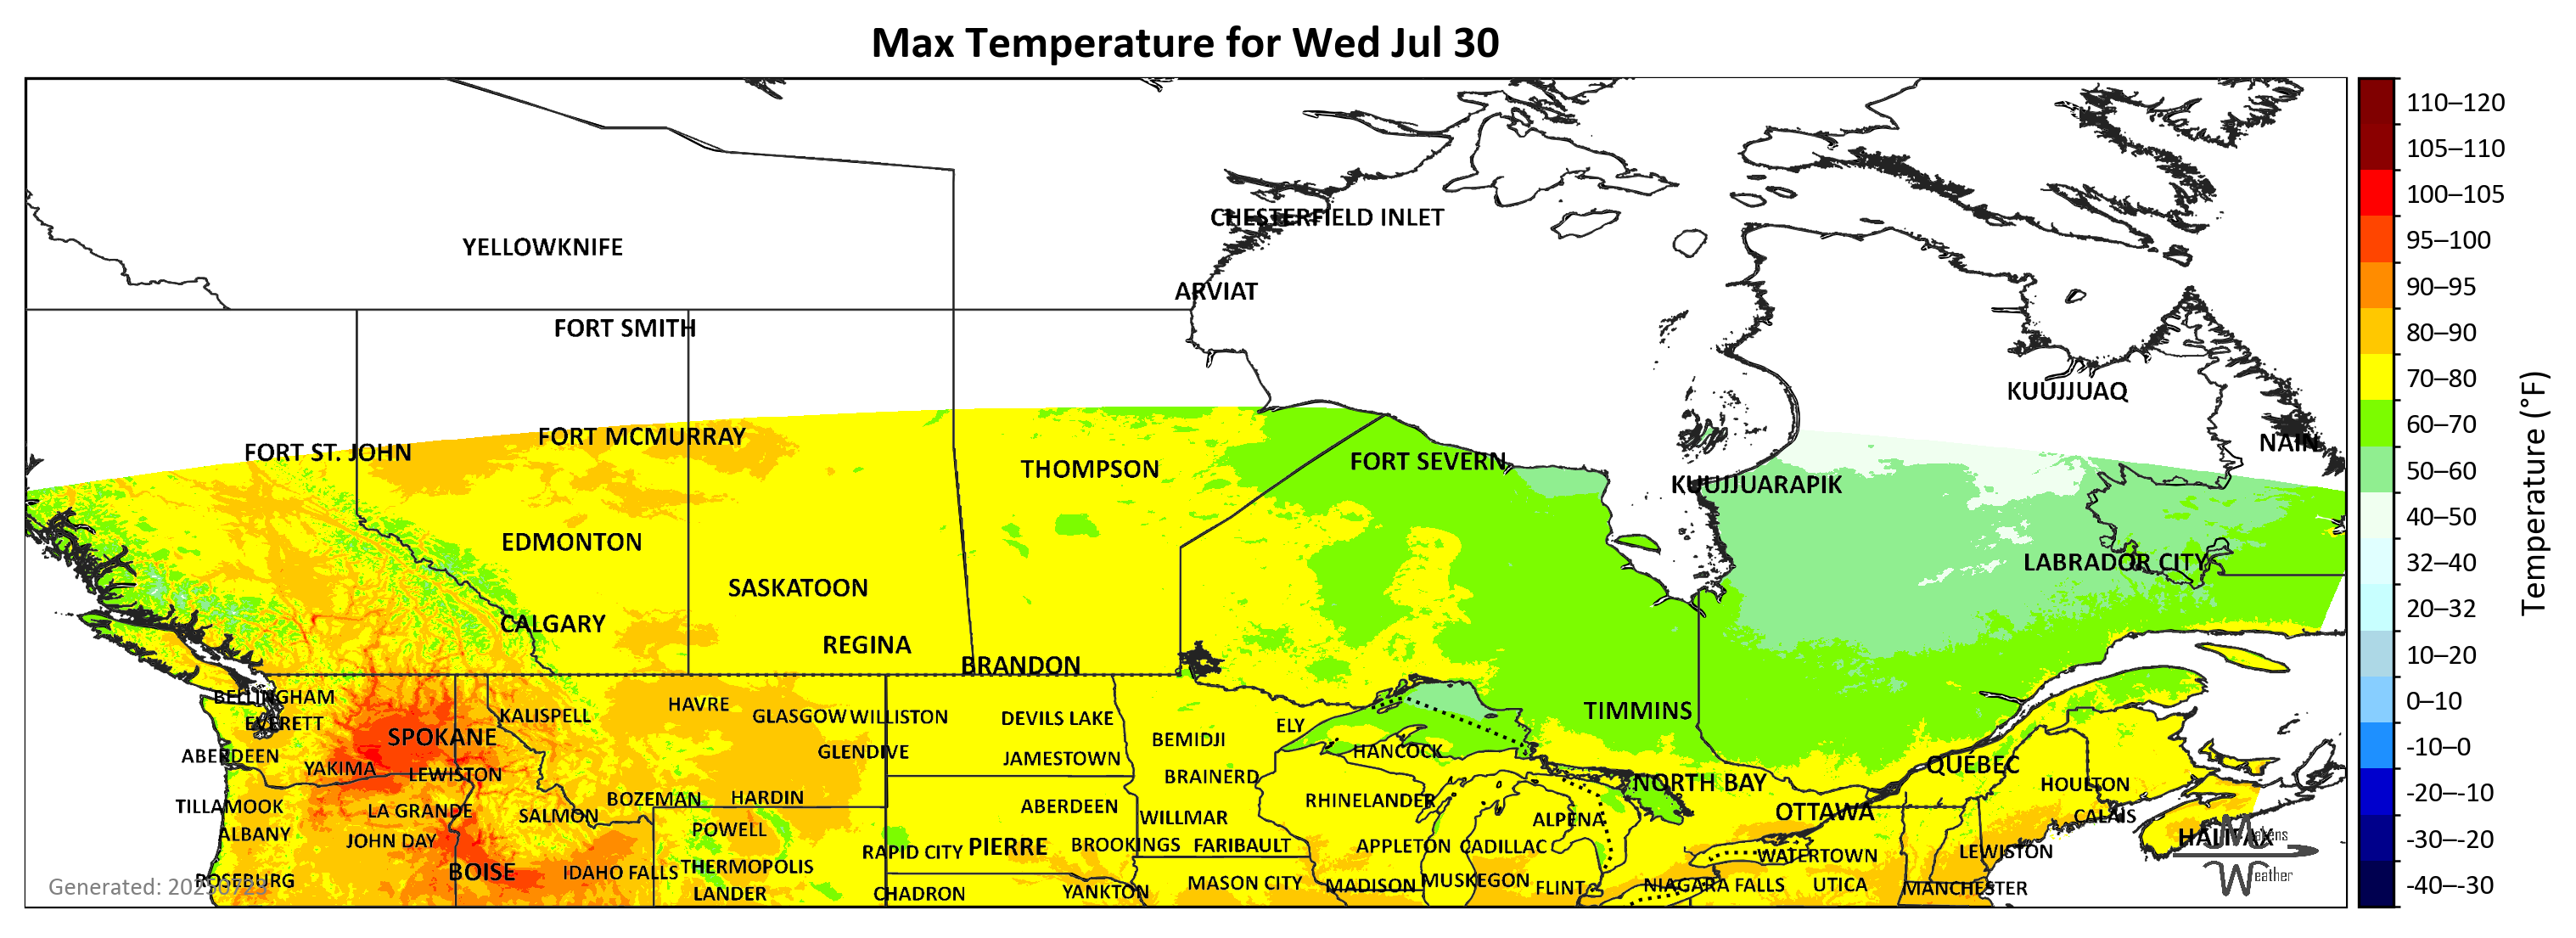 Max Temperature for Wed Jul 30
CHESTERFIELD INLET
YELLOWKNIFE
ARVIAT
FORT SMITH
KUUJJUAQ
FORT MCMURRAY
NAIN
FORT ST. JOHN
FORT SEVERN
THOMPSON
KUUJJUARAPIK
EDMONTON
LABRADOR CITY
SASKATOON
CALGARY
REGINA
BRANDON
BELLINGHAM
HAVRE
TIMMINS
KALISPELL
GLASGOW WILLISTON
DEVILS LAKE
EVERETT
ELY
SPOKANE
BEMIDJI
HANCOCK
GLENDIVE
ABERDEEN
JAMESTOWN
QUÉBEC
YAKIMA
LEWISTON
BRAINERD
NORTH BAY
HOULTON
BOZEMAN
HARDIN
RHINELANDER
TILLAMOOK
ABERDEEN
LA GRANDE
OTTAWA
SALMON
CALAIS
WILLMAR
ALPENA
POWELL
ALBANY
HALIFAX
JOHN DAY
BROOKINGS
FARIBAULT
APPLETON
CADILLAC
PIERRE
RAPID CITY
LEWISTON
WATERTOWN
THERMOPOLIS
IDAHO FALLS
BOISE
ROSEBURG
MUSKEGON
MASON CITY
MADISON
NIAGARA FALLS
UTICA
FLINT
MANCHESTER
YANKTON
LANDER
CHADRON
Makens
Weather
110–120
105–110
100–105
95–100
90–95
80–90
70–80
60–70
50–60
40–50
32–40
20–32
10–20
0–10
-10–0
-20–-10
-30–-20
-40–-30
Temperature (°F)
Generated: